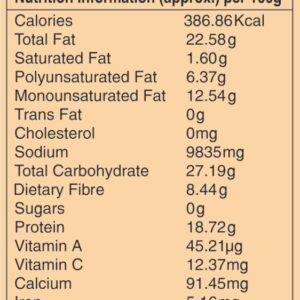 Nutrition Information (approx.) per 100g
Calories 386.86Kcal
Total Fat 22.58g
Saturated Fat 1.60g
Polyunsaturated Fat 6.37g
Monounsaturated Fat 12.54g
Trans Fat 0g
Cholesterol 0mg
Sodium 9835mg
Total Carbohydrate 27.19g
Dietary Fibre 8.44g
Sugars 0g
Protein 18.72g
Vitamin A 45.21µg
Vitamin C 12.37mg
Calcium 91.45mg
Iron